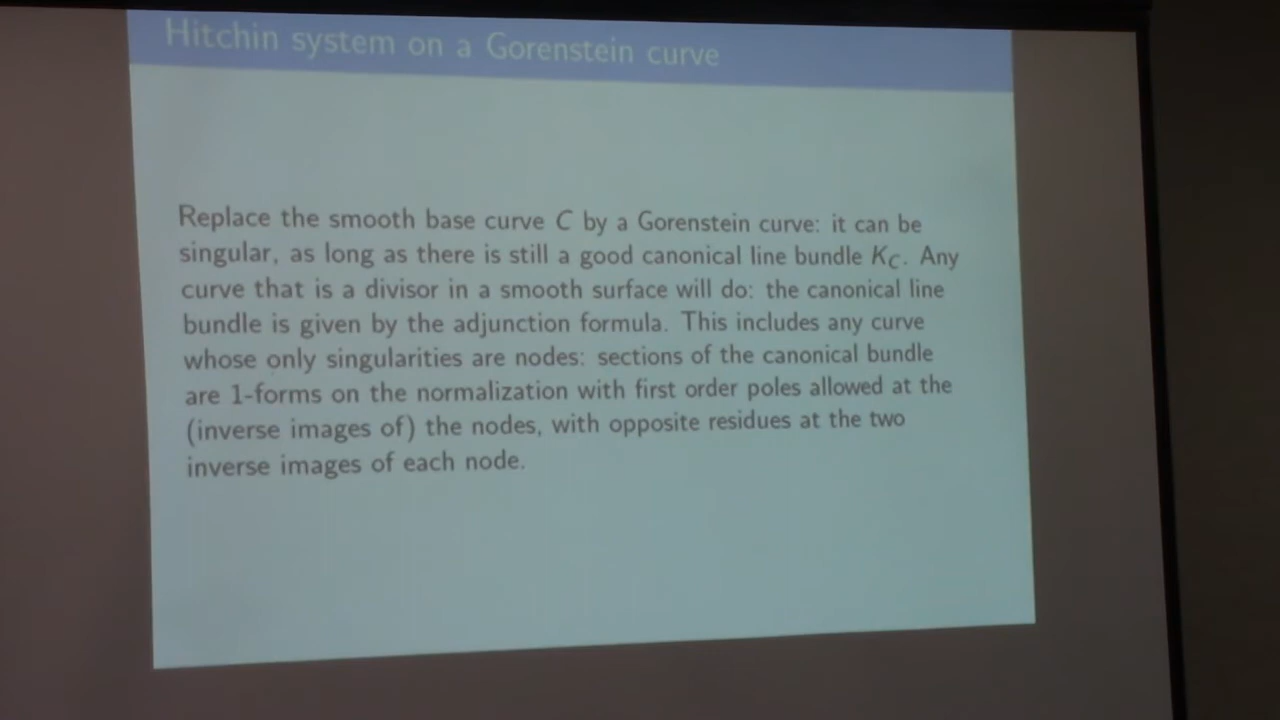 Hitchin system on a Gorenstein curve
Replace the smooth base curve C by a Gorenstein curve: it can be
singular, as long as there is still a good canonical line bundle K_C. Any
curve that is a divisor in a smooth surface will do: the canonical line
bundle is given by the adjunction formula. This includes any curve
whose only singularities are nodes: sections of the canonical bundle
are 1-forms on the normalization with first order poles allowed at the
(inverse images of) the nodes, with opposite residues at the two
inverse images of each node.